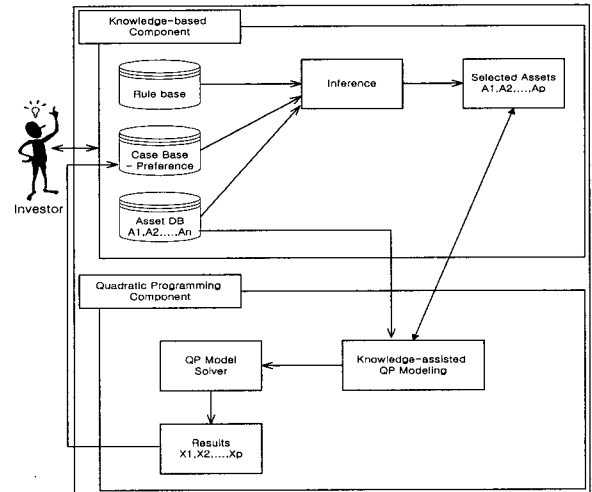 Knowledge-based
Component
Rule base
Inference
Selected Assets
A1,A2,...,Ap
Case Base
- Preference
Investor
Asset DB
A1,A2,...,An
Quadratic Programming
Component
QP Model
Solver
Knowledge-assisted
QP Modeling
Results
X1,X2,...,Xp